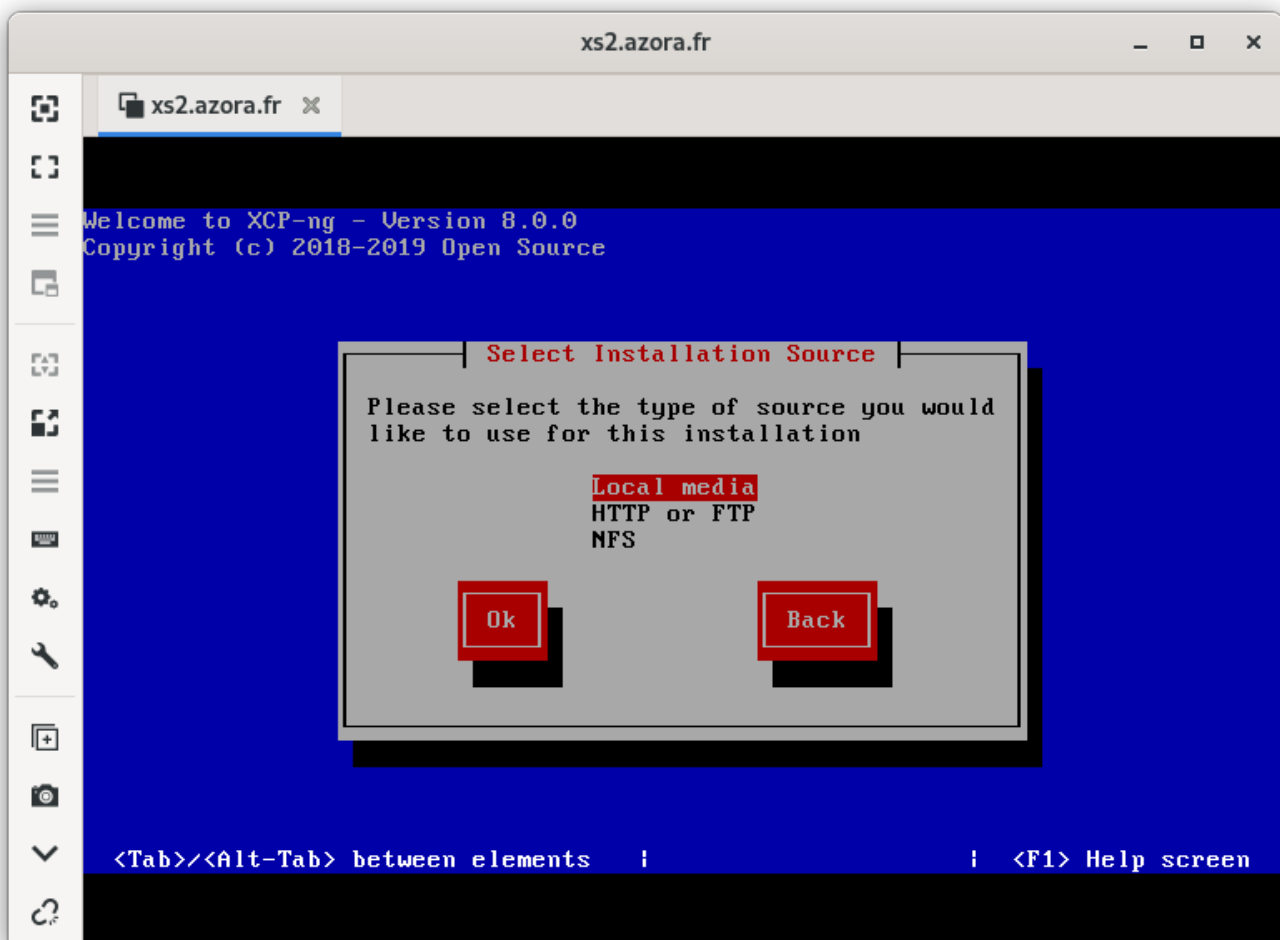 xs2.azora.fr
xs2.azora.fr
Welcome to XCP-ng - Version 8.0.0
Copyright (c) 2018-2019 Open Source
Select Installation Source
Please select the type of source you would
like to use for this installation
Local media
HTTP or FTP
NFS
Ok Back
<Tab>/<Alt-Tab> between elements | | <F1> Help screen